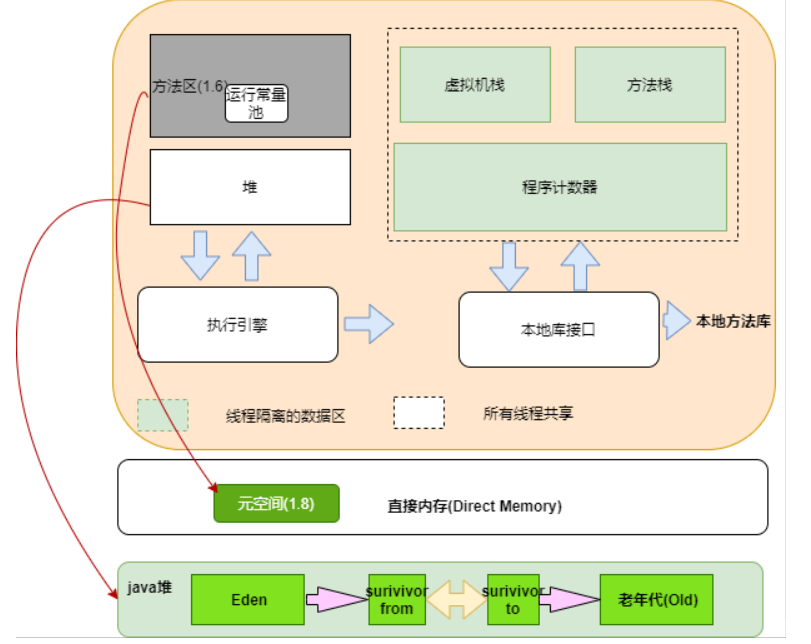 方法区(1.6)
运行常量
池
虚拟机栈
方法栈
堆
程序计数器
执行引擎
本地库接口
本地方法库
线程隔离的数据区
所有线程共享
元空间(1.8)
直接内存(Direct Memory)
java堆
Eden
surivivor
from
surivivor
to
老年代(Old)